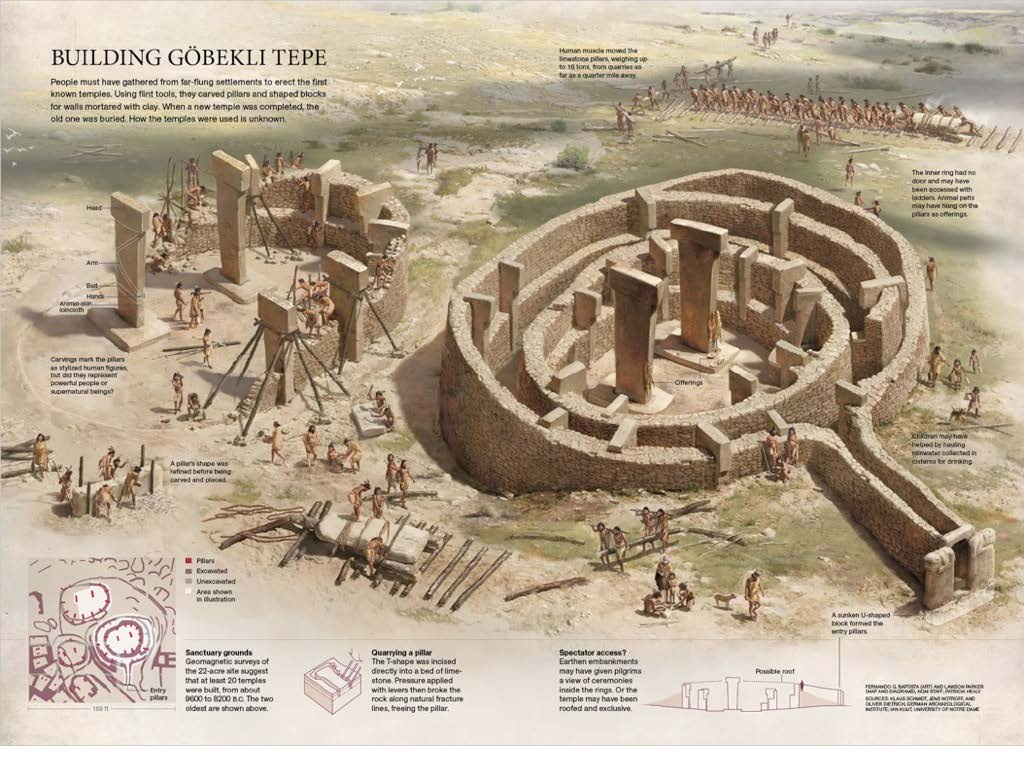 BUILDING GÖBEKLI TEPE
People must have gathered from far-flung settlements to erect the first
known temples. Using flint tools, they carved pillars and shaped blocks
for walls mortared with clay. When a new temple was completed, the
old one was buried. How the temples were used is unknown.
Human muscle moved the
limestone pillars, weighing up
to 16 tons, from quarries as
far as a quarter mile away.
The inner ring had no
door and may have
been accessed with
ladders. Animal pelts
may have hung on the
pillars as offerings.
Head
Arm
Belt
Hands
Animal-skin
loincloth
Carvings mark the pillars
as stylized human figures,
but did they represent
powerful people or
supernatural beings?
Offerings
A pillar's shape was
refined before being
carved and placed.
Children may have
helped by hauling
rainwater collected in
cisterns for drinking.
Pillars
Excavated
Unexcavated
Area shown
in illustration
Entry
pillars
168 ft
Sanctuary grounds
Geomagnetic surveys of
the 22-acre site suggest
that at least 20 temples
were built, from about
9600 to 8200 B.C. The two
oldest are shown above.
Quarrying a pillar
The T-shape was incised
directly into a bed of lime-
stone. Pressure applied
with levers then broke the
rock along natural fracture
lines, freeing the pillar.
Spectator access?
Earthen embankments
may have given pilgrims
a view of ceremonies
inside the rings. Or the
temple may have been
roofed and exclusive.
Possible roof
A sunken U-shaped
block formed the
entry pillars.
FERNANDO G. BAPTISTA (ART) AND LAWSON PARKER
(MAP AND DIAGRAMS), NGM STAFF; PATRICIA HEALY
SOURCES: KLAUS SCHMIDT, JENS NOTROFF, AND
OLIVER DIETRICH, GERMAN ARCHAEOLOGICAL
INSTITUTE; IAN KUIJT, UNIVERSITY OF NOTRE DAME